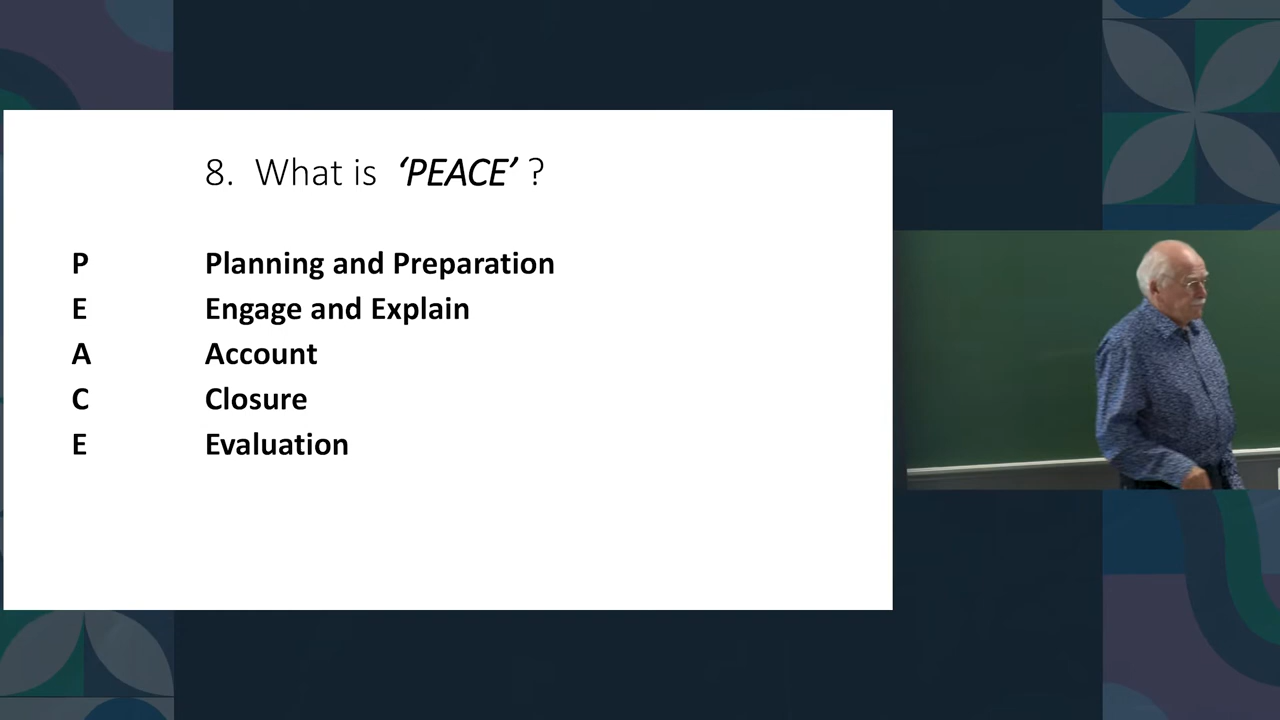 8. What is ‘PEACE’ ?
P Planning and Preparation
E Engage and Explain
A Account
C Closure
E Evaluation